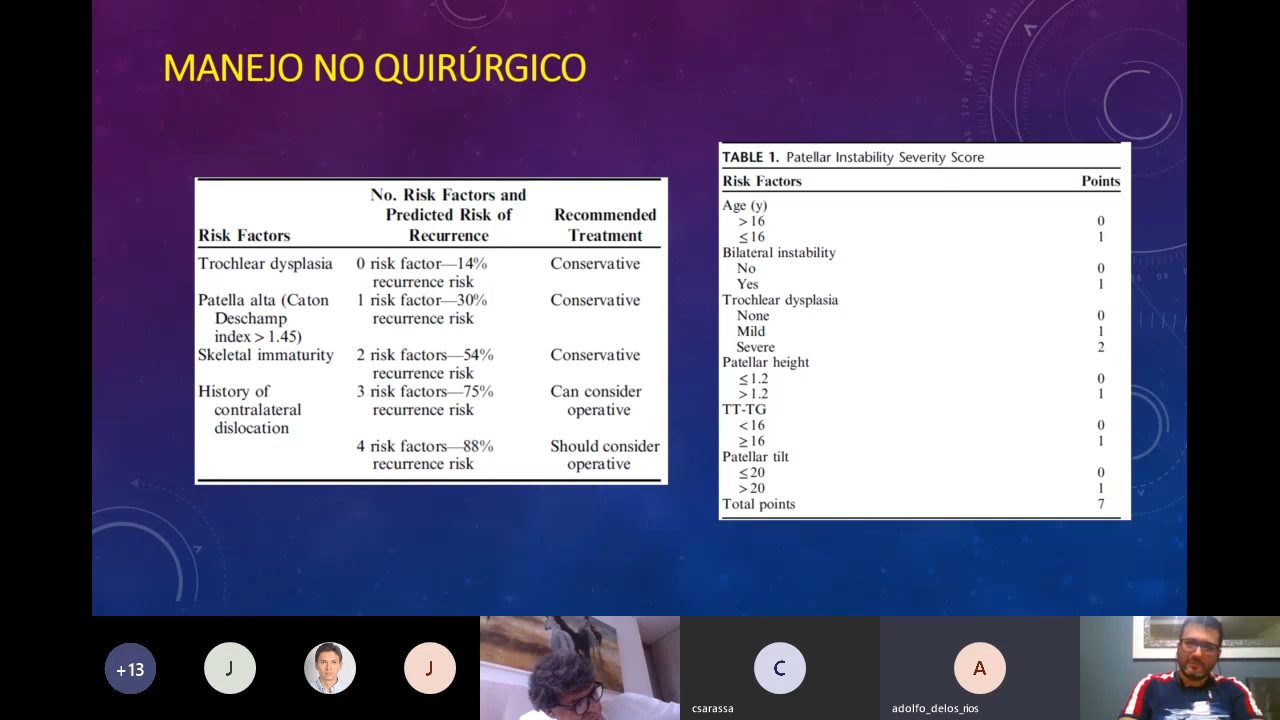 MANEJO NO QUIRÚRGICO
No. Risk Factors and
Predicted Risk of Recommended
Risk Factors Recurrence Treatment
Trochlear dysplasia 0 risk factor—14% Conservative
recurrence risk
Patella alta (Caton 1 risk factor—30% Conservative
Deschamp recurrence risk
index > 1.45)
Skeletal immaturity 2 risk factors—54% Conservative
recurrence risk
History of 3 risk factors—75% Can consider
contralateral recurrence risk operative
dislocation
4 risk factors—88% Should consider
recurrence risk operative
TABLE 1. Patellar Instability Severity Score
Risk Factors Points
Age (y)
> 16 0
≤ 16 1
Bilateral instability
No 0
Yes 1
Trochlear dysplasia
None 0
Mild 1
Severe 2
Patellar height
≤ 1.2 0
> 1.2 1
TT-TG
< 16 0
≥ 16 1
Patellar tilt
≤ 20 0
> 20 1
Total points 7
+13
J
J
C
A
csarassa
adolfo_delos_rios